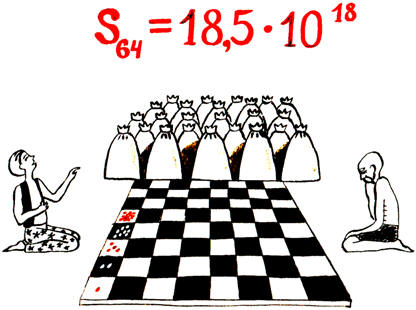 S₆₄ = 18,5 · 10¹⁸